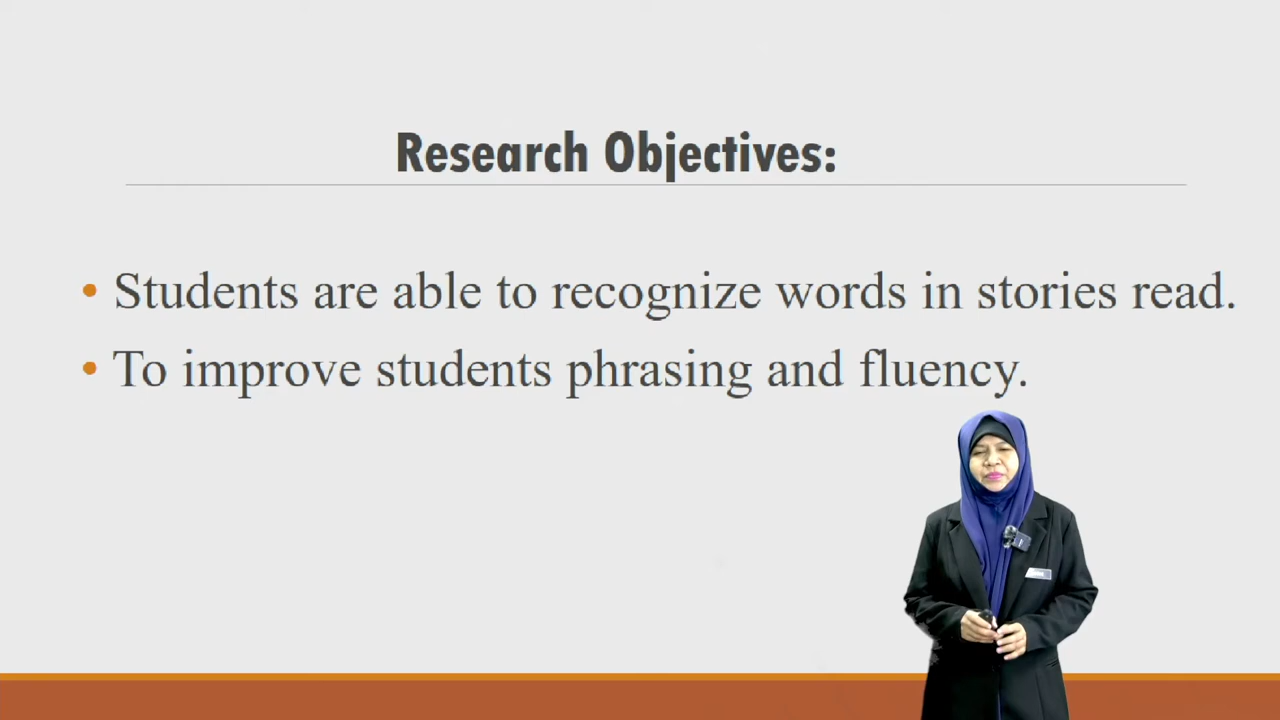 Research Objectives:
• Students are able to recognize words in stories read.
• To improve students phrasing and fluency.